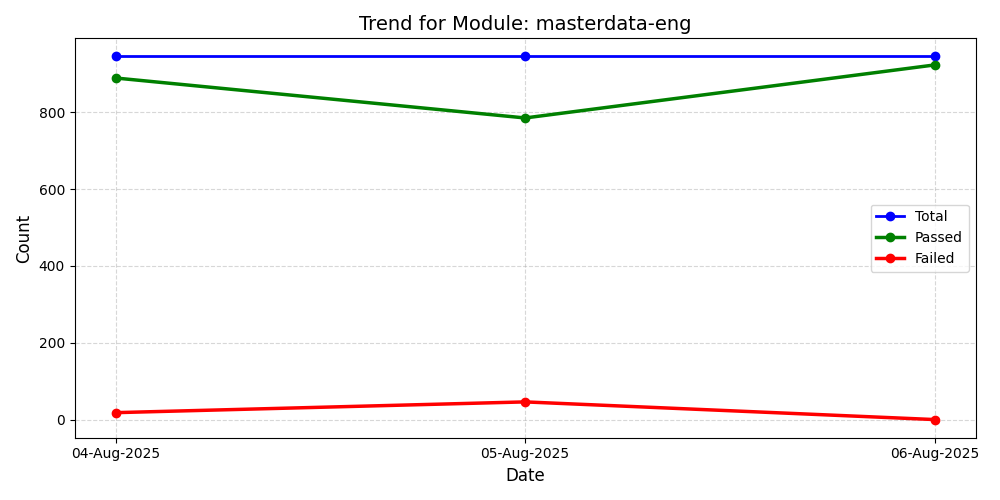 Trend for Module: masterdata-eng
Count
800
600
400
200
0
Total
Passed
Failed
04-Aug-2025
05-Aug-2025
06-Aug-2025
Date